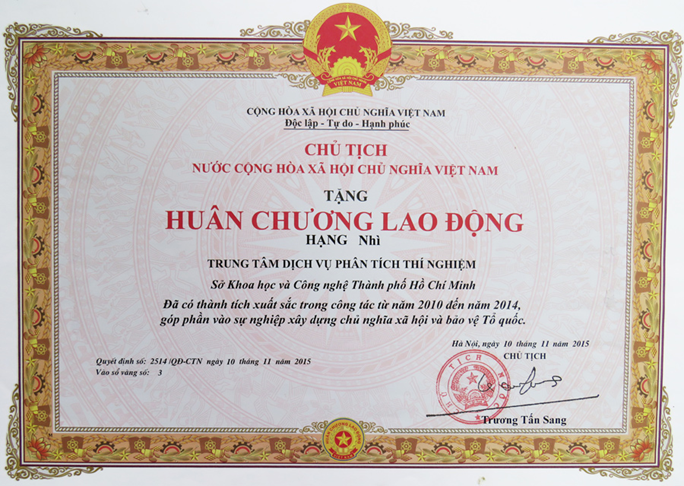 VIỆT NAM
CỘNG HÒA XÃ HỘI CHỦ NGHĨA VIỆT NAM
Độc lập - Tự do - Hạnh phúc
CHỦ TỊCH
NƯỚC CỘNG HÒA XÃ HỘI CHỦ NGHĨA VIỆT NAM
TẶNG
HUÂN CHƯƠNG LAO ĐỘNG
HẠNG Nhì
TRUNG TÂM DỊCH VỤ PHÂN TÍCH THÍ NGHIỆM
Sở Khoa học và Công nghệ Thành phố Hồ Chí Minh
Đã có thành tích xuất sắc trong công tác từ năm 2010 đến năm 2014,
góp phần vào sự nghiệp xây dựng chủ nghĩa xã hội và bảo vệ Tổ quốc.
Quyết định số: 2514 /QĐ-CTN ngày 10 tháng 11 năm 2015
Vào sổ vàng số: 3
Hà Nội, ngày 10 tháng 11 năm 2015
CHỦ TỊCH
CHỦ TỊCH NƯỚC
Trương Tấn Sang